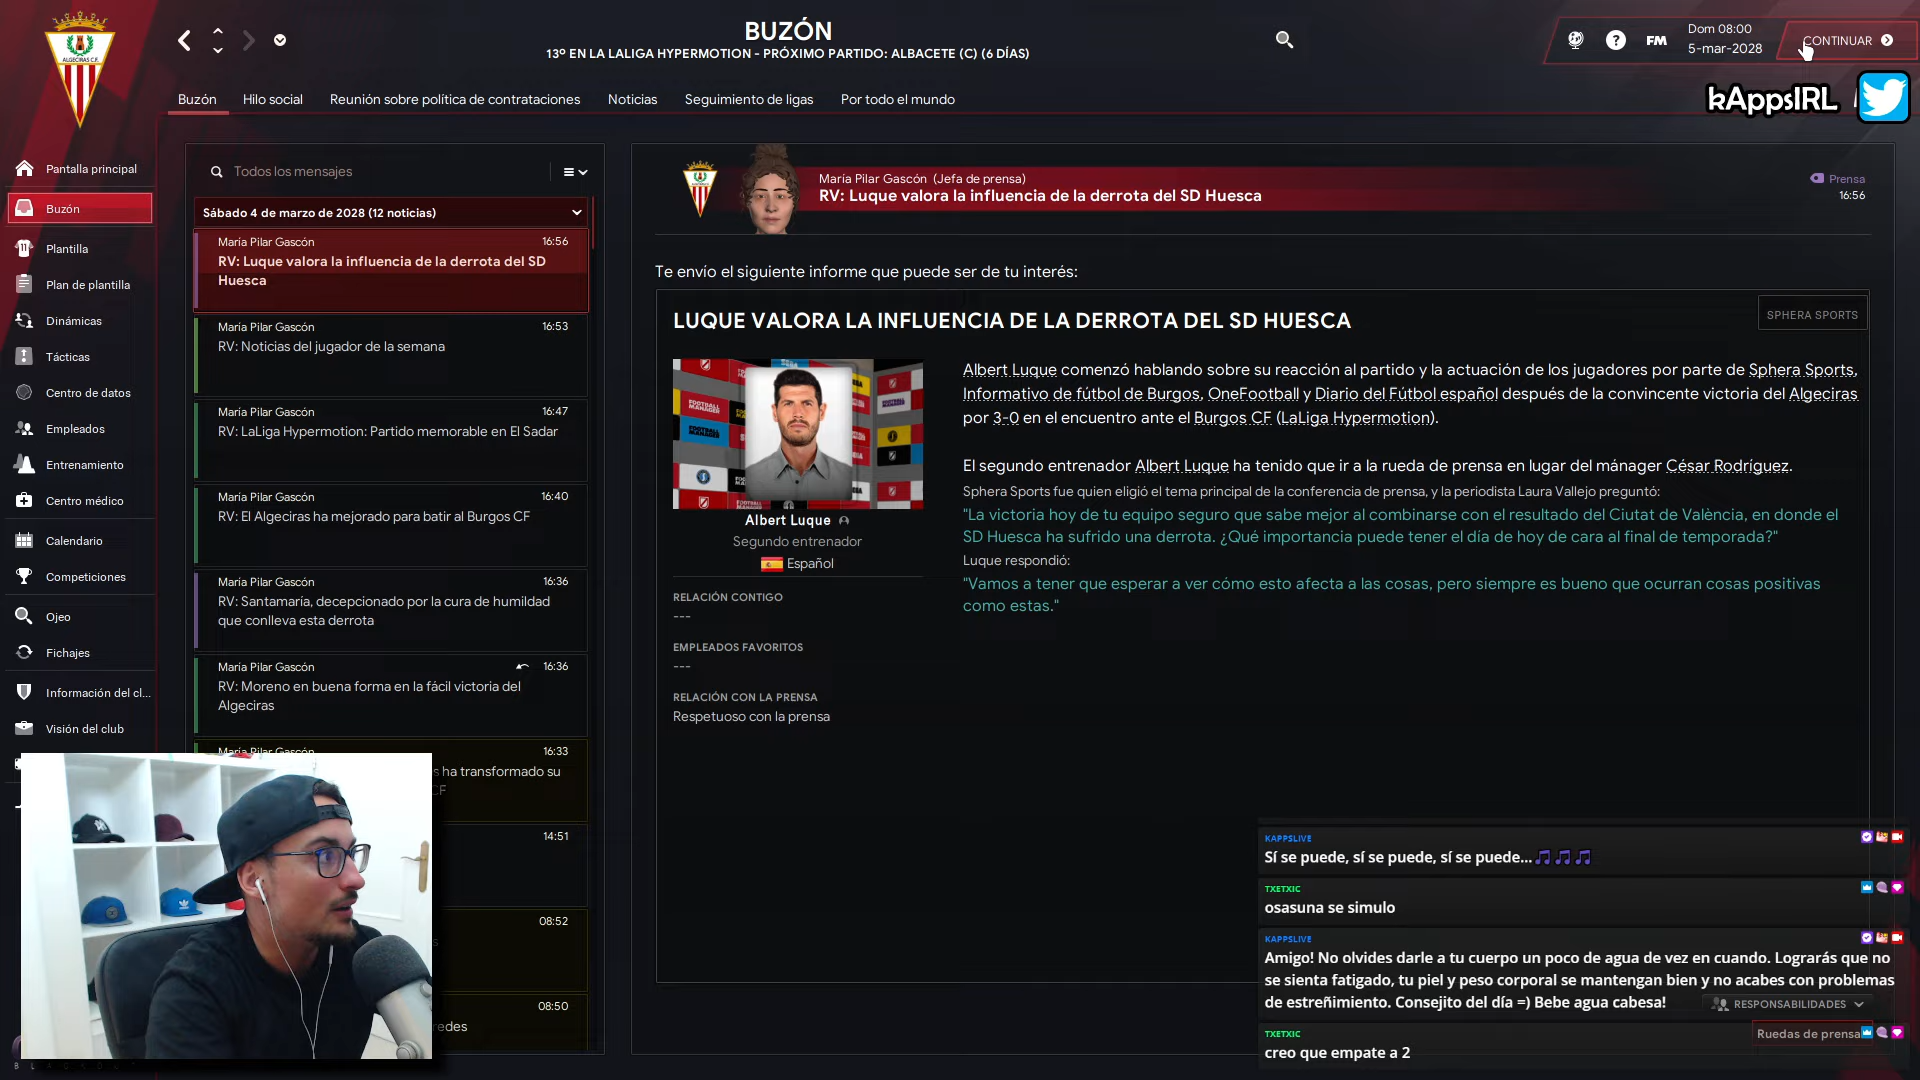 ALGECIRAS C.F.
BUZÓN
13º EN LA LALIGA HYPERMOTION - PRÓXIMO PARTIDO: ALBACETE (C) (6 DÍAS)
FM
Dom 08:00
5-mar-2028
CONTINUAR
kAppsIRL
Buzón
Hilo social
Reunión sobre política de contrataciones
Noticias
Seguimiento de ligas
Por todo el mundo
Pantalla principal
Buzón
Plantilla
Plan de plantilla
Dinámicas
Tácticas
Centro de datos
Empleados
Entrenamiento
Centro médico
Calendario
Competiciones
Ojeo
Fichajes
Información del cl...
Visión del club
Todos los mensajes
Sábado 4 de marzo de 2028 (12 noticias)
María Pilar Gascón 16:56
RV: Luque valora la influencia de la derrota del SD
Huesca
María Pilar Gascón 16:53
RV: Noticias del jugador de la semana
María Pilar Gascón 16:47
RV: LaLiga Hypermotion: Partido memorable en El Sadar
María Pilar Gascón 16:40
RV: El Algeciras ha mejorado para batir al Burgos CF
María Pilar Gascón 16:36
RV: Santamaría, decepcionado por la cura de humildad
que conlleva esta derrota
María Pilar Gascón 16:36
RV: Moreno en buena forma en la fácil victoria del
Algeciras
María Pilar Gascón 16:33
ha transformado su
CF
14:51
08:52
08:50
redes
María Pilar Gascón (Jefa de prensa)
RV: Luque valora la influencia de la derrota del SD Huesca
Prensa
16:56
Te envío el siguiente informe que puede ser de tu interés:
LUQUE VALORA LA INFLUENCIA DE LA DERROTA DEL SD HUESCA
SPHERA SPORTS
Albert Luque
Segundo entrenador
Español
RELACIÓN CONTIGO
---
EMPLEADOS FAVORITOS
---
RELACIÓN CON LA PRENSA
Respetuoso con la prensa
Albert Luque comenzó hablando sobre su reacción al partido y la actuación de los jugadores por parte de Sphera Sports,
Informativo de fútbol de Burgos, OneFootball y Diario del Fútbol español después de la convincente victoria del Algeciras
por 3-0 en el encuentro ante el Burgos CF (LaLiga Hypermotion).
El segundo entrenador Albert Luque ha tenido que ir a la rueda de prensa en lugar del mánager César Rodríguez.
Sphera Sports fue quien eligió el tema principal de la conferencia de prensa, y la periodista Laura Vallejo preguntó:
"La victoria hoy de tu equipo seguro que sabe mejor al combinarse con el resultado del Ciutat de València, en donde el
SD Huesca ha sufrido una derrota. ¿Qué importancia puede tener el día de hoy de cara al final de temporada?"
Luque respondió:
"Vamos a tener que esperar a ver cómo esto afecta a las cosas, pero siempre es bueno que ocurran cosas positivas
como estas."
KAPPSLIVE
Sí se puede, sí se puede, sí se puede...🎵🎵🎵
TXETXIC
osasuna se simulo
KAPPSLIVE
Amigo! No olvides darle a tu cuerpo un poco de agua de vez en cuando. Lograrás que no
se sienta fatigado, tu piel y peso corporal se mantengan bien y no acabes con problemas
de estreñimiento. Consejito del día =) Bebe agua cabesa!
RESPONSABILIDADES
Ruedas de prensa
TXETXIC
creo que empate a 2